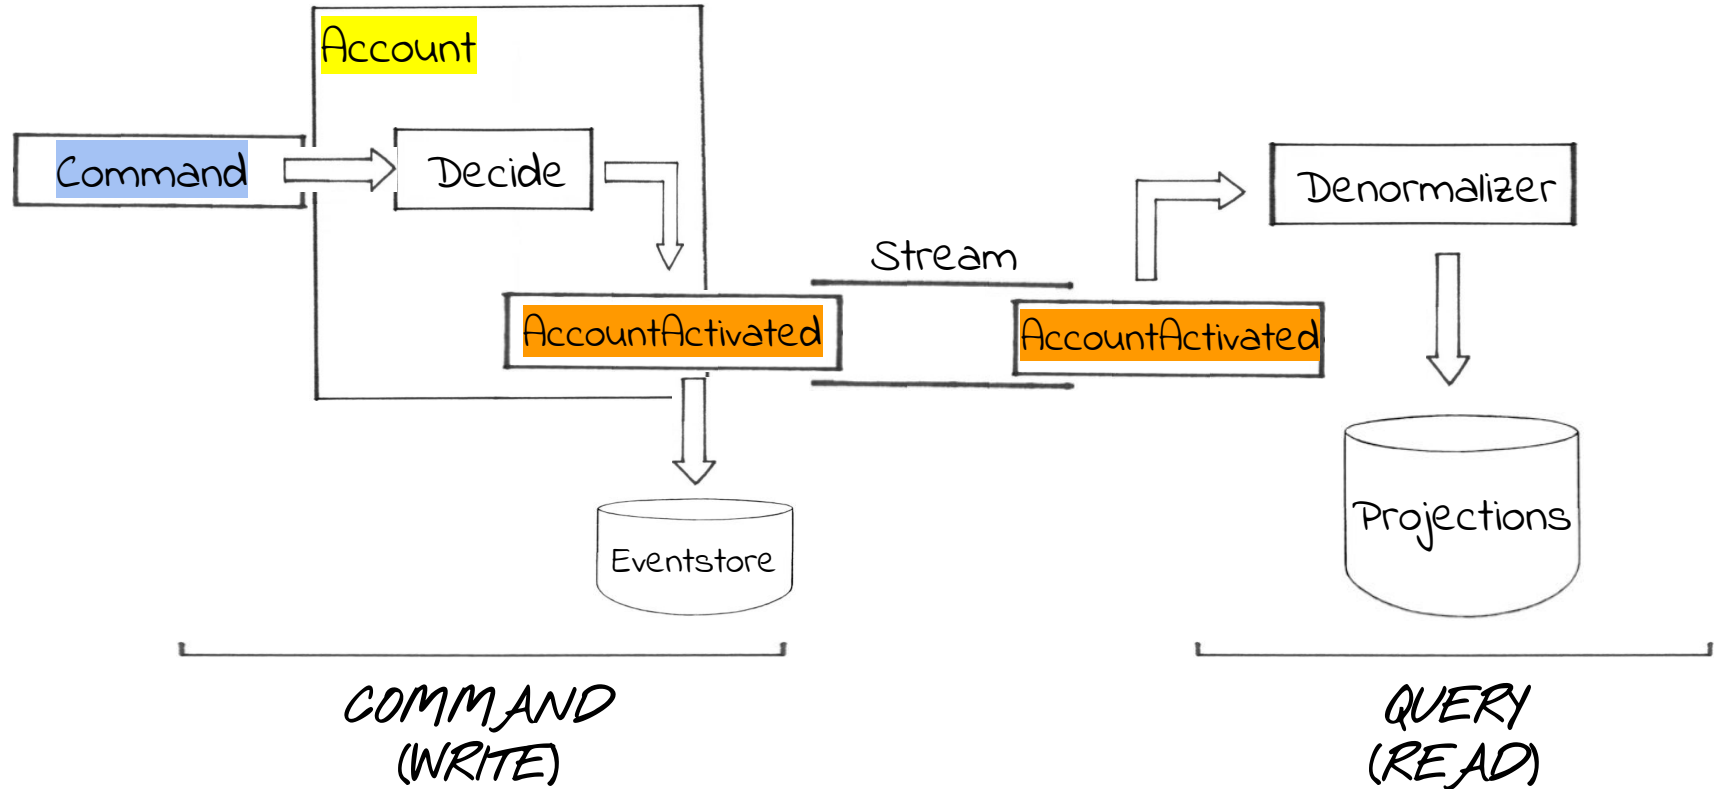 Account
Command
Decide
Denormalizer
Stream
AccountActivated
AccountActivated
Projections
Eventstore
COMMAND
(WRITE)
QUERY
(READ)